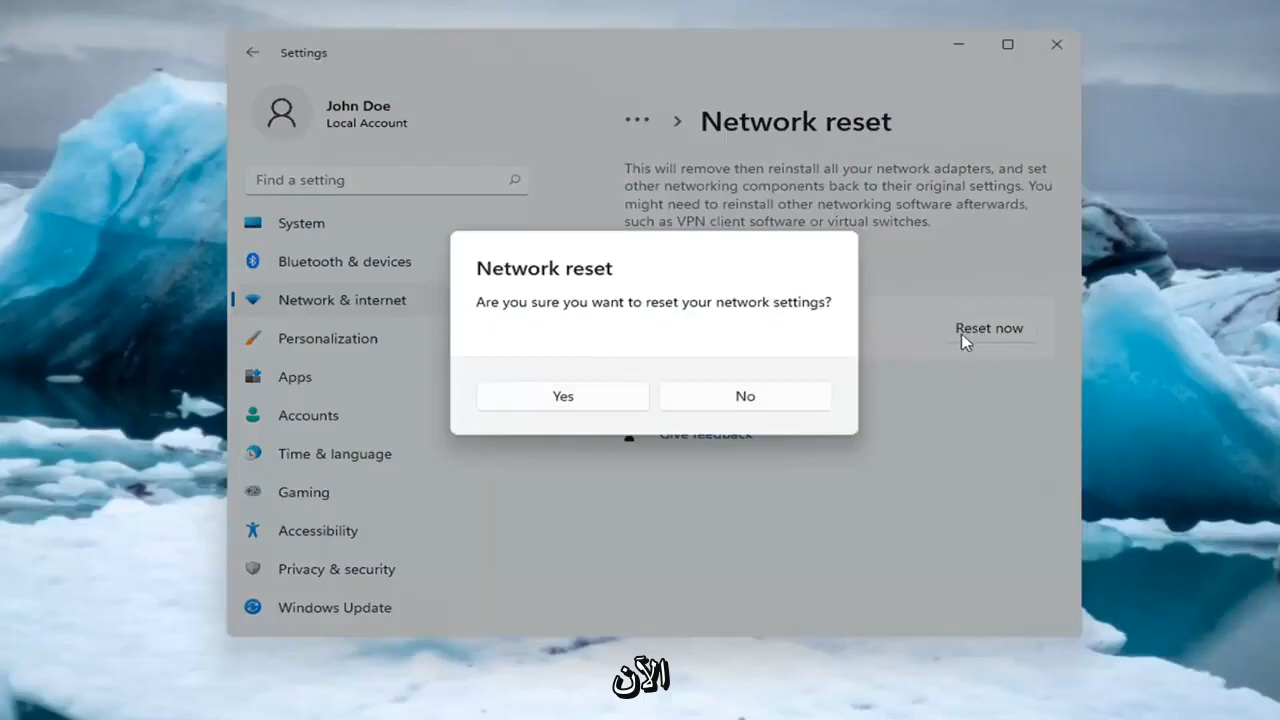 Settings
John Doe
Local Account
Find a setting
System
Bluetooth & devices
Network & internet
Personalization
Apps
Accounts
Time & language
Gaming
Accessibility
Privacy & security
Windows Update
Network reset
This will remove then reinstall all your network adapters, and set
other networking components back to their original settings. You
might need to reinstall other networking software afterwards,
such as VPN client software or virtual switches.
Reset now
Give feedback
Network reset
Are you sure you want to reset your network settings?
Yes
No
الآن